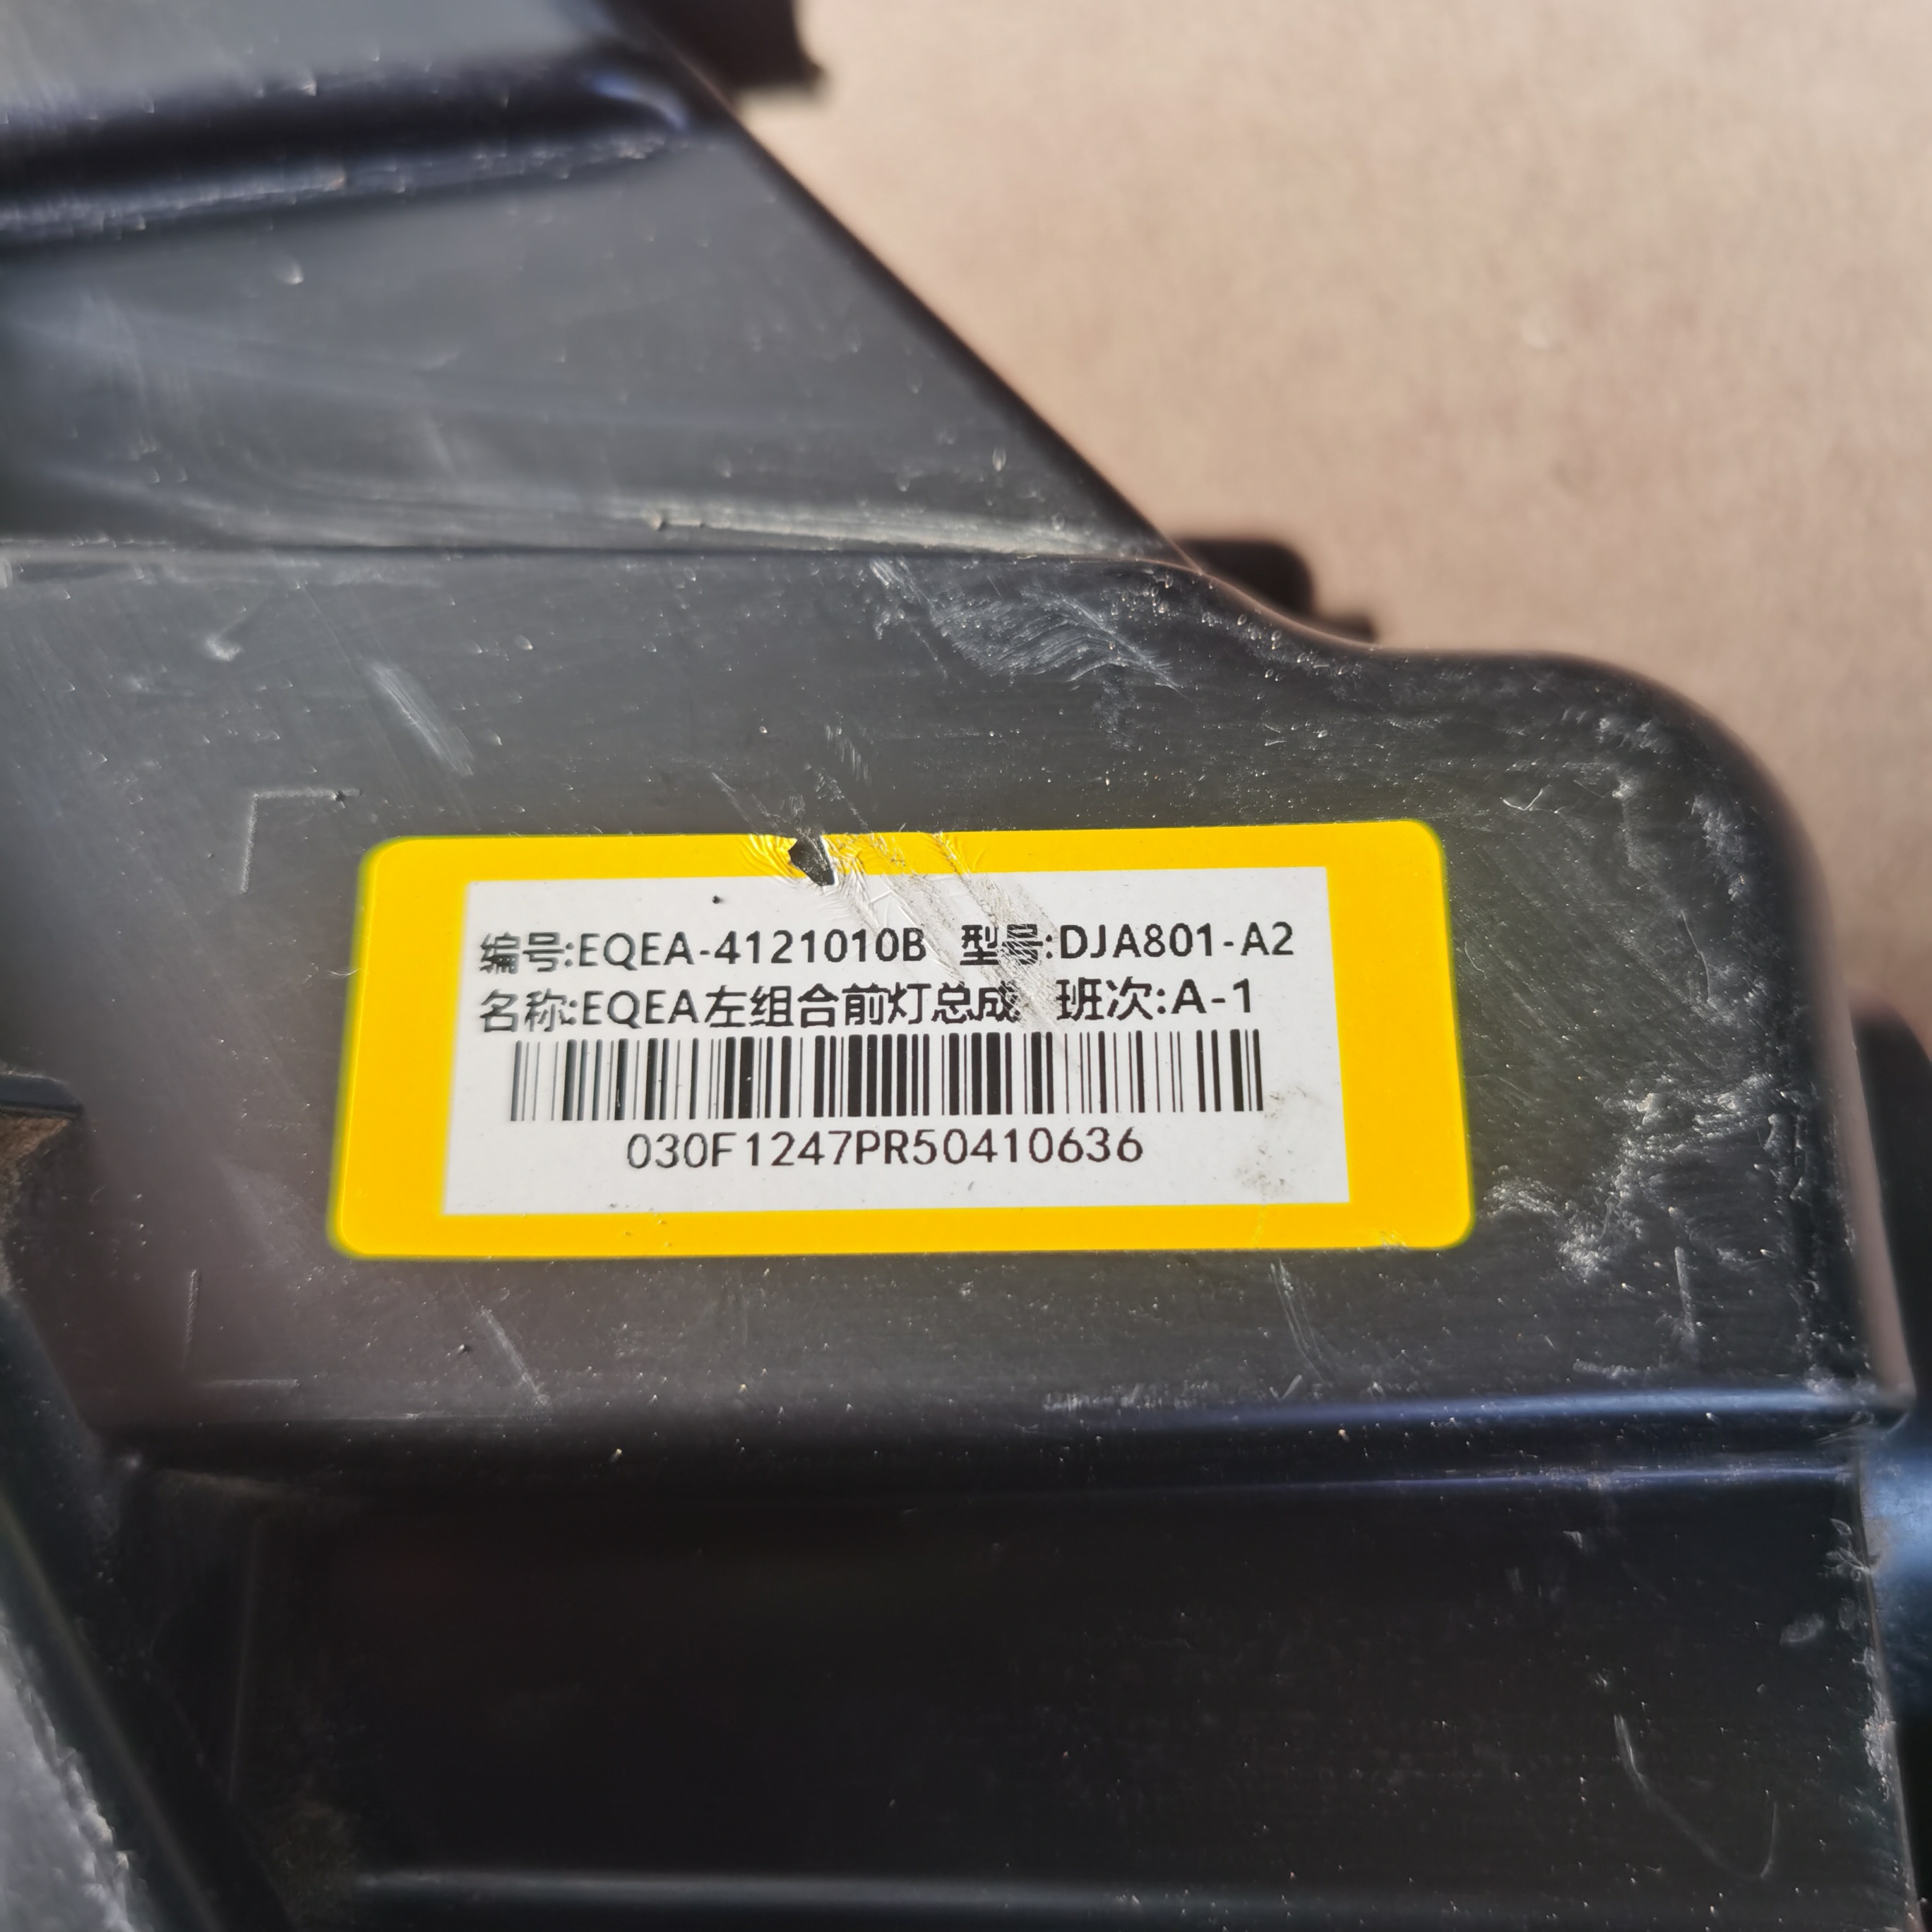 编号:EQEA-4121010B 型号:DJA801-A2
名称:EQEA左组合前灯总成 班次:A-1
030F1247PR50410636